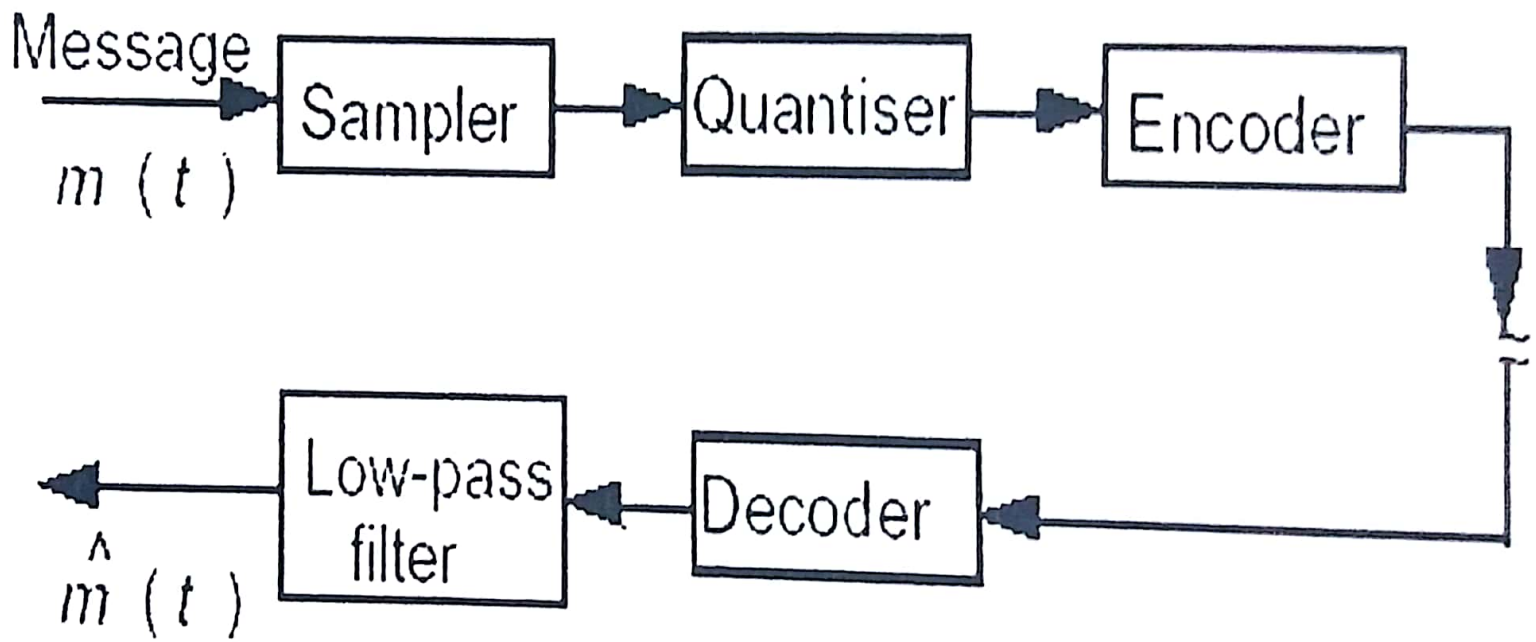 Message
m ( t )
Sampler
Quantiser
Encoder
Low-pass
filter
Decoder
m̂ ( t )